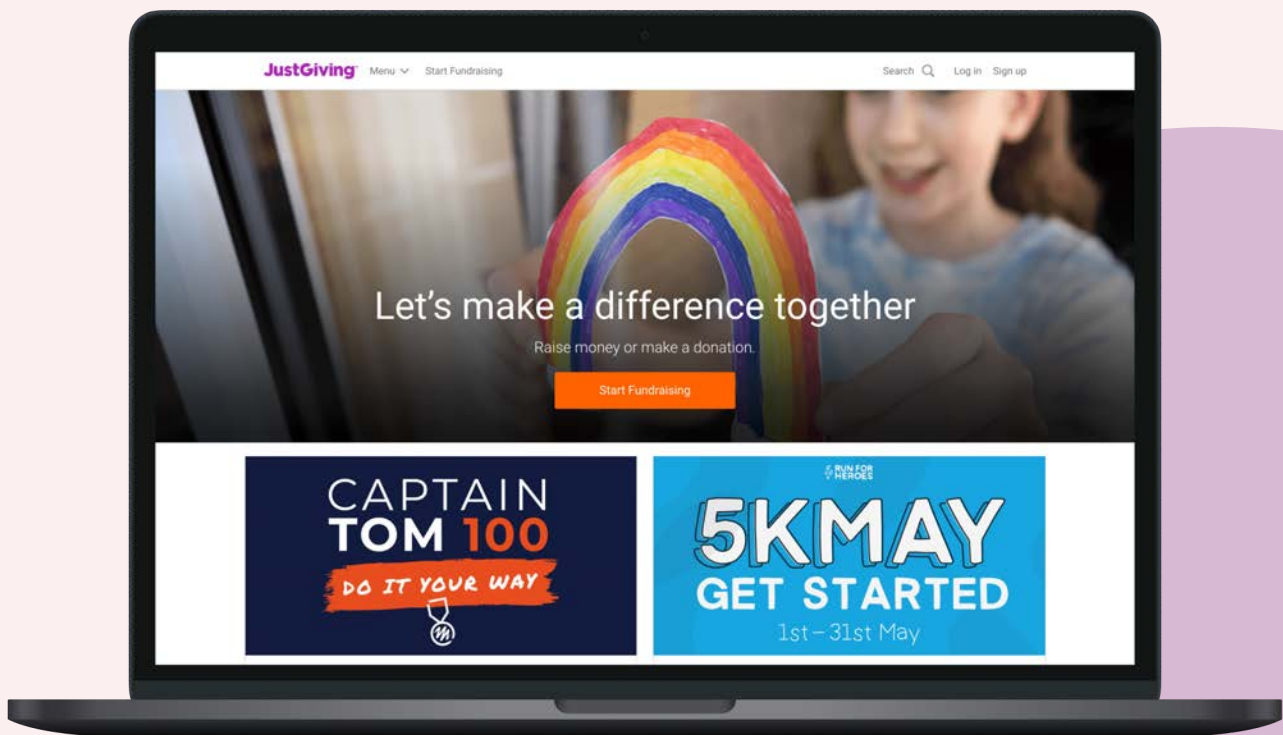 JustGiving™ Menu Start Fundraising Search Log in Sign up
Let's make a difference together
Raise money or make a donation.
Start Fundraising
CAPTAIN
TOM 100
DO IT YOUR WAY
RUN FOR
HEROES
5KMAY
GET STARTED
1st – 31st May